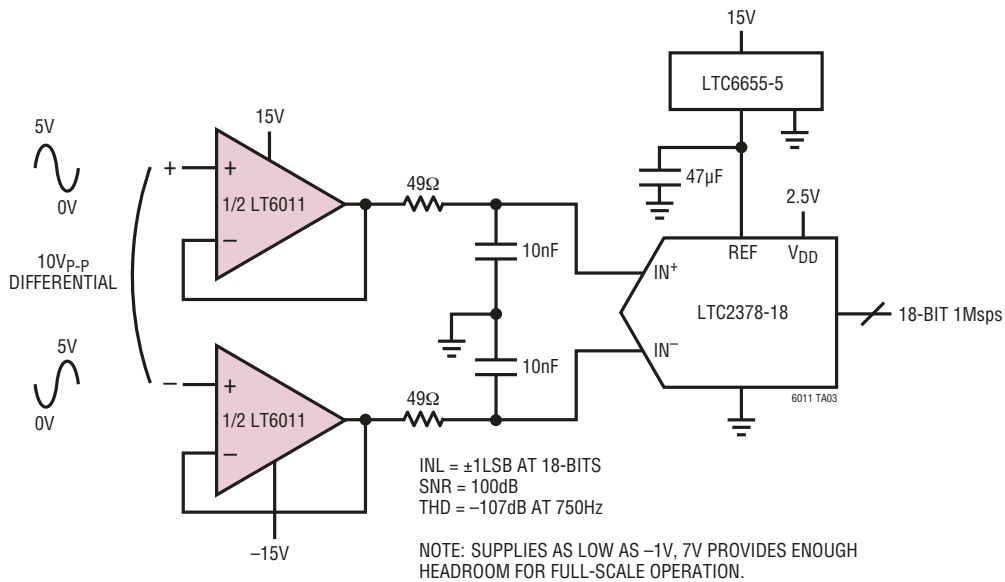 15V
LTC6655-5
5V
0V
15V
+
+
1/2 LT6011
–
49Ω
47µF
2.5V
10nF
REF
VDD
IN+
10VP-P
DIFFERENTIAL
LTC2378-18
18-BIT 1Msps
5V
0V
IN–
10nF
–
+
1/2 LT6011
–
49Ω
6011 TA03
–15V
INL = ±1LSB AT 18-BITS
SNR = 100dB
THD = –107dB AT 750Hz
NOTE: SUPPLIES AS LOW AS –1V, 7V PROVIDES ENOUGH
HEADROOM FOR FULL-SCALE OPERATION.